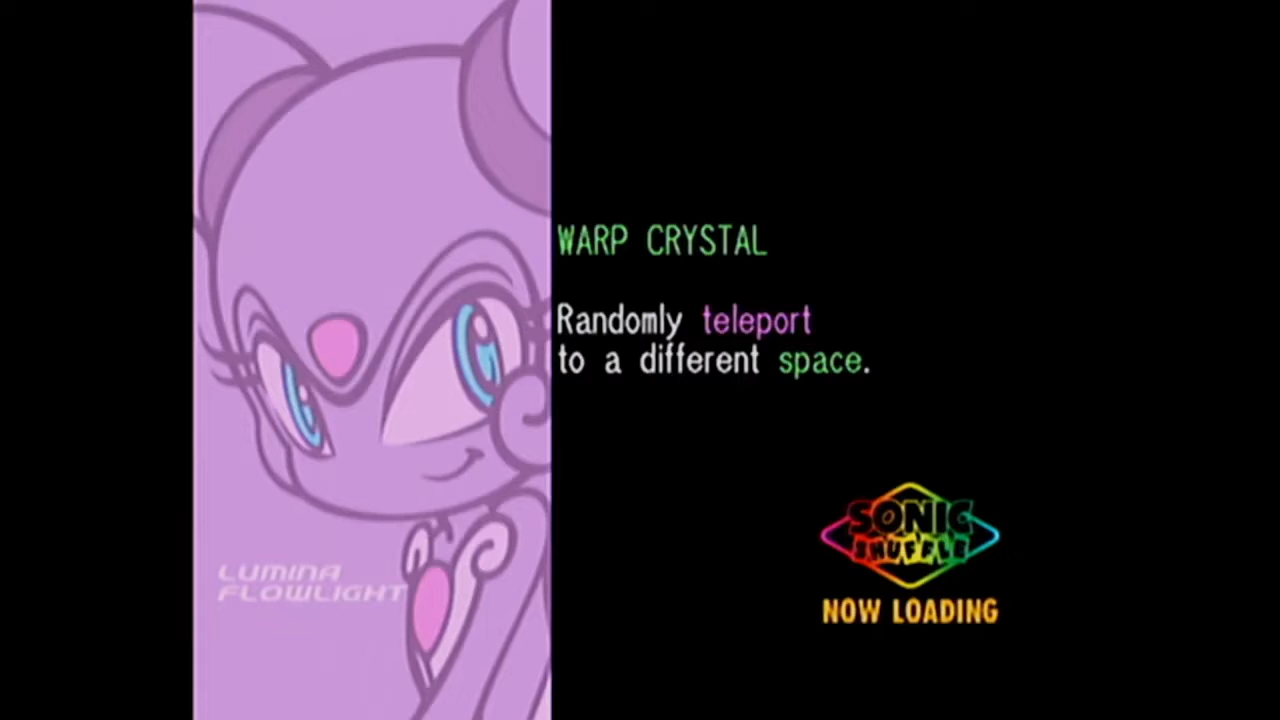 WARP CRYSTAL
Randomly teleport
to a different space.
LUMINA
FLOWLIGHT
SONIC
SHUFFLE
NOW LOADING